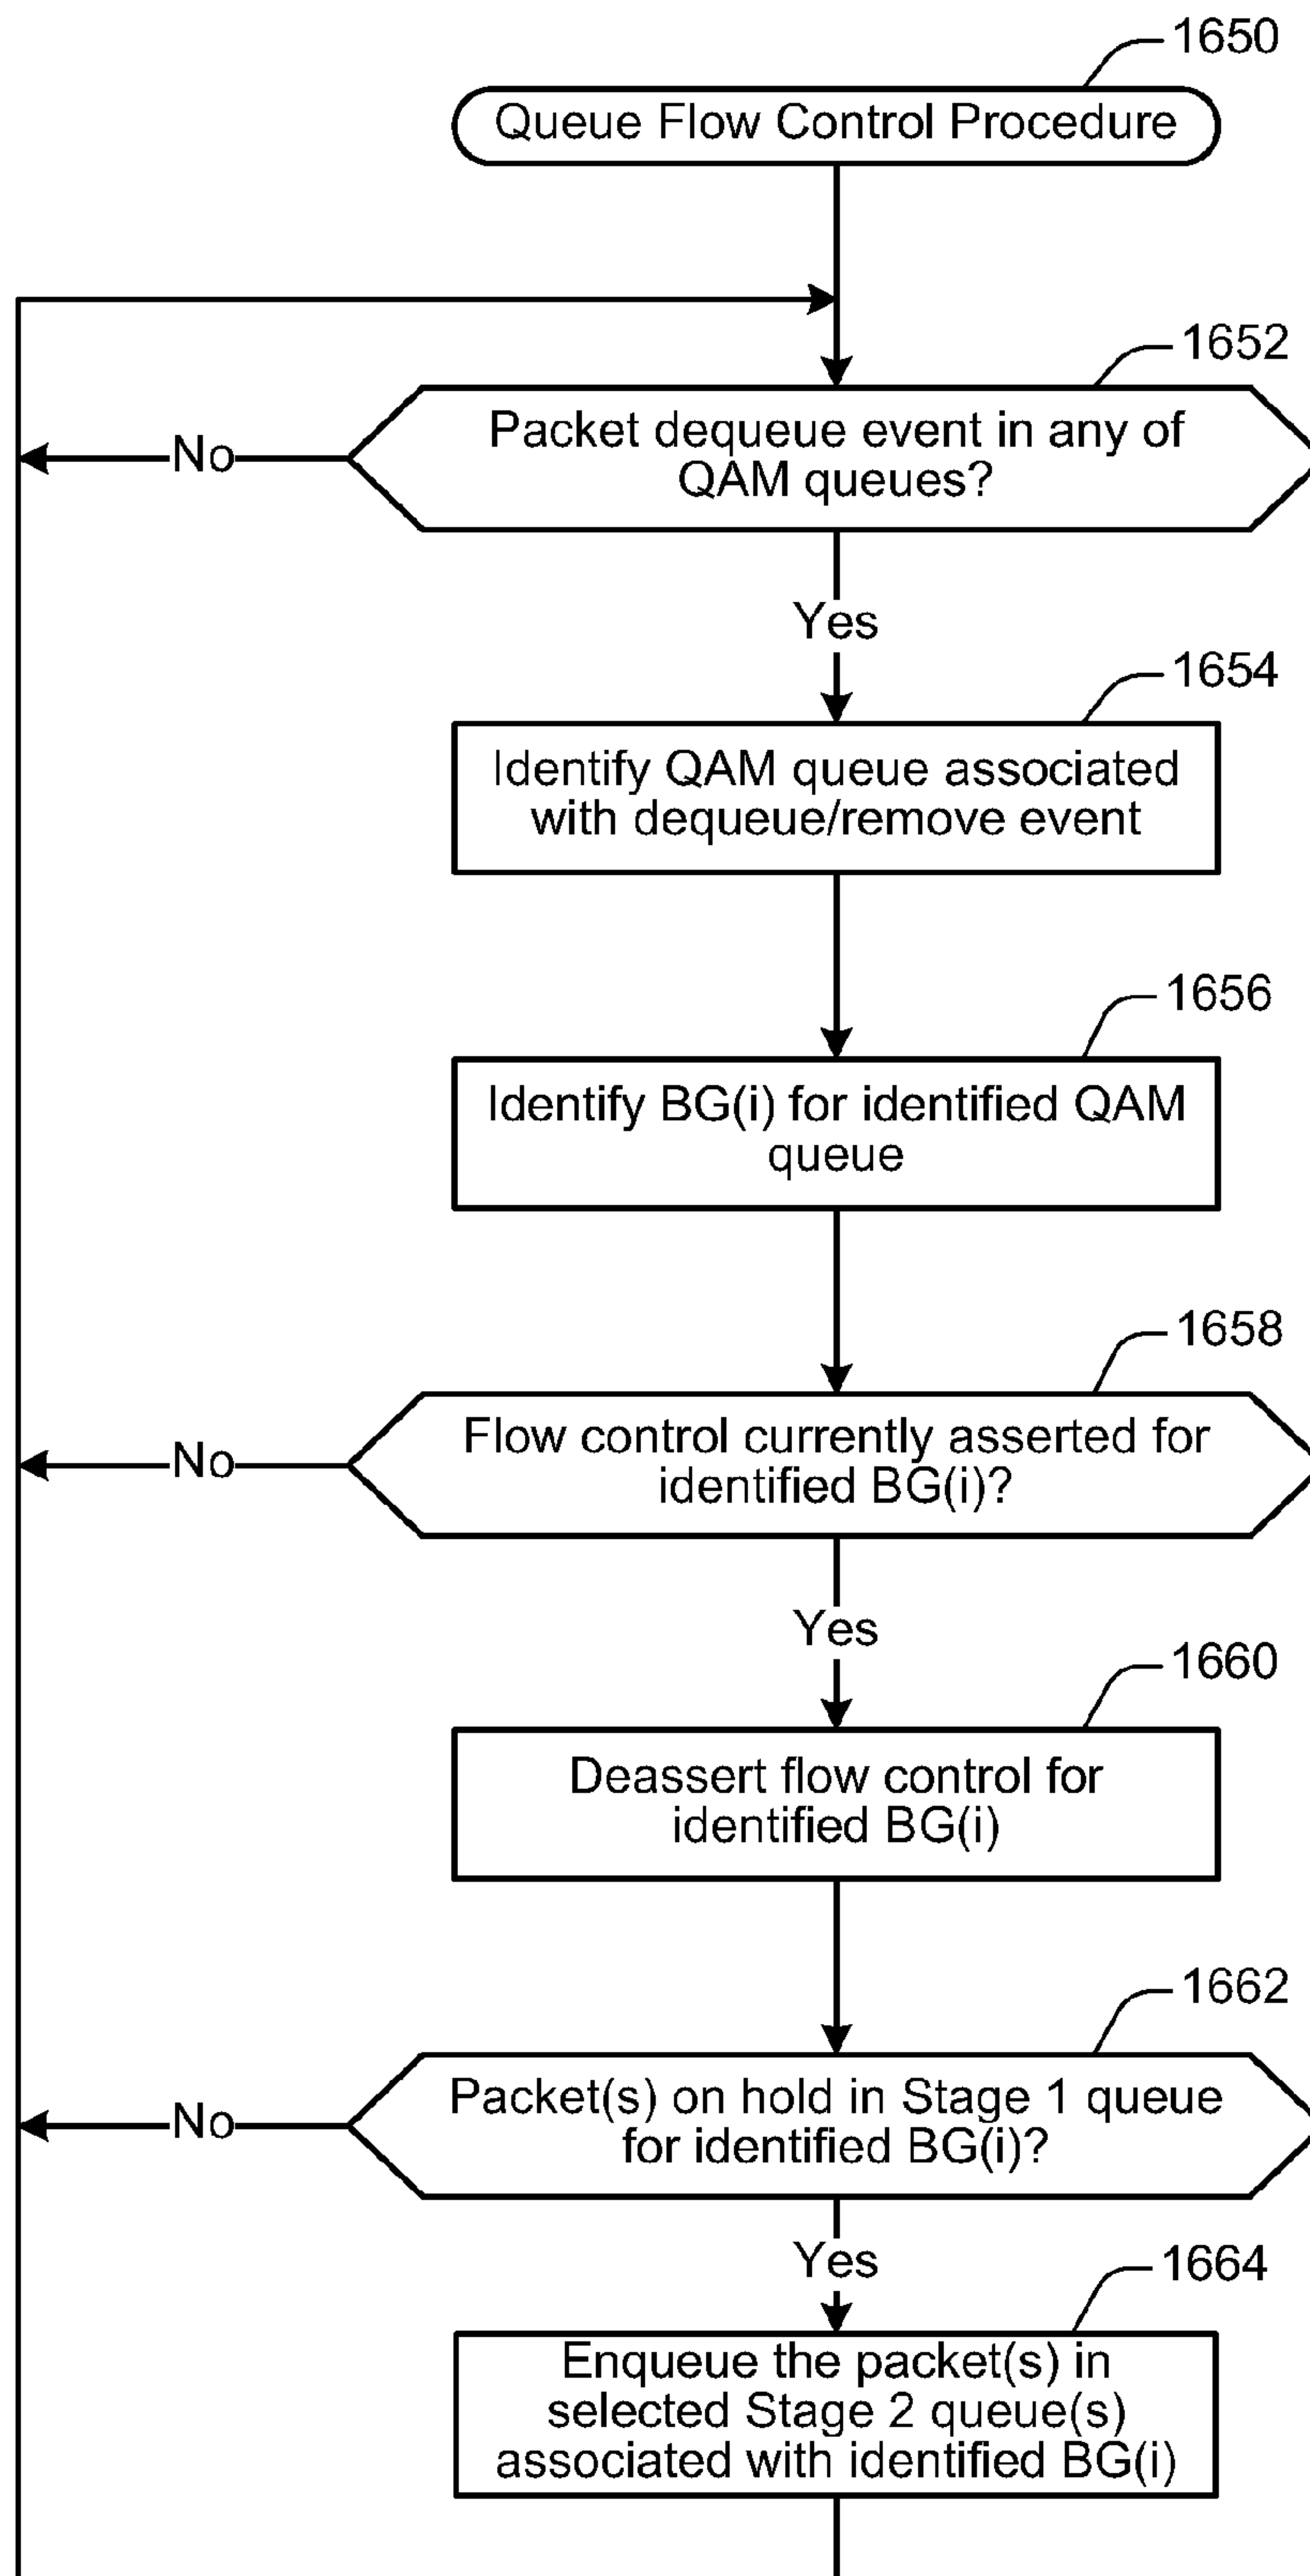 1650
Queue Flow Control Procedure
1652
Packet dequeue event in any of
QAM queues?
No
Yes
1654
Identify QAM queue associated
with dequeue/remove event
1656
Identify BG(i) for identified QAM
queue
1658
Flow control currently asserted for
identified BG(i)?
No
Yes
1660
Deassert flow control for
identified BG(i)
1662
Packet(s) on hold in Stage 1 queue
for identified BG(i)?
No
Yes
1664
Enqueue the packet(s) in
selected Stage 2 queue(s)
associated with identified BG(i)